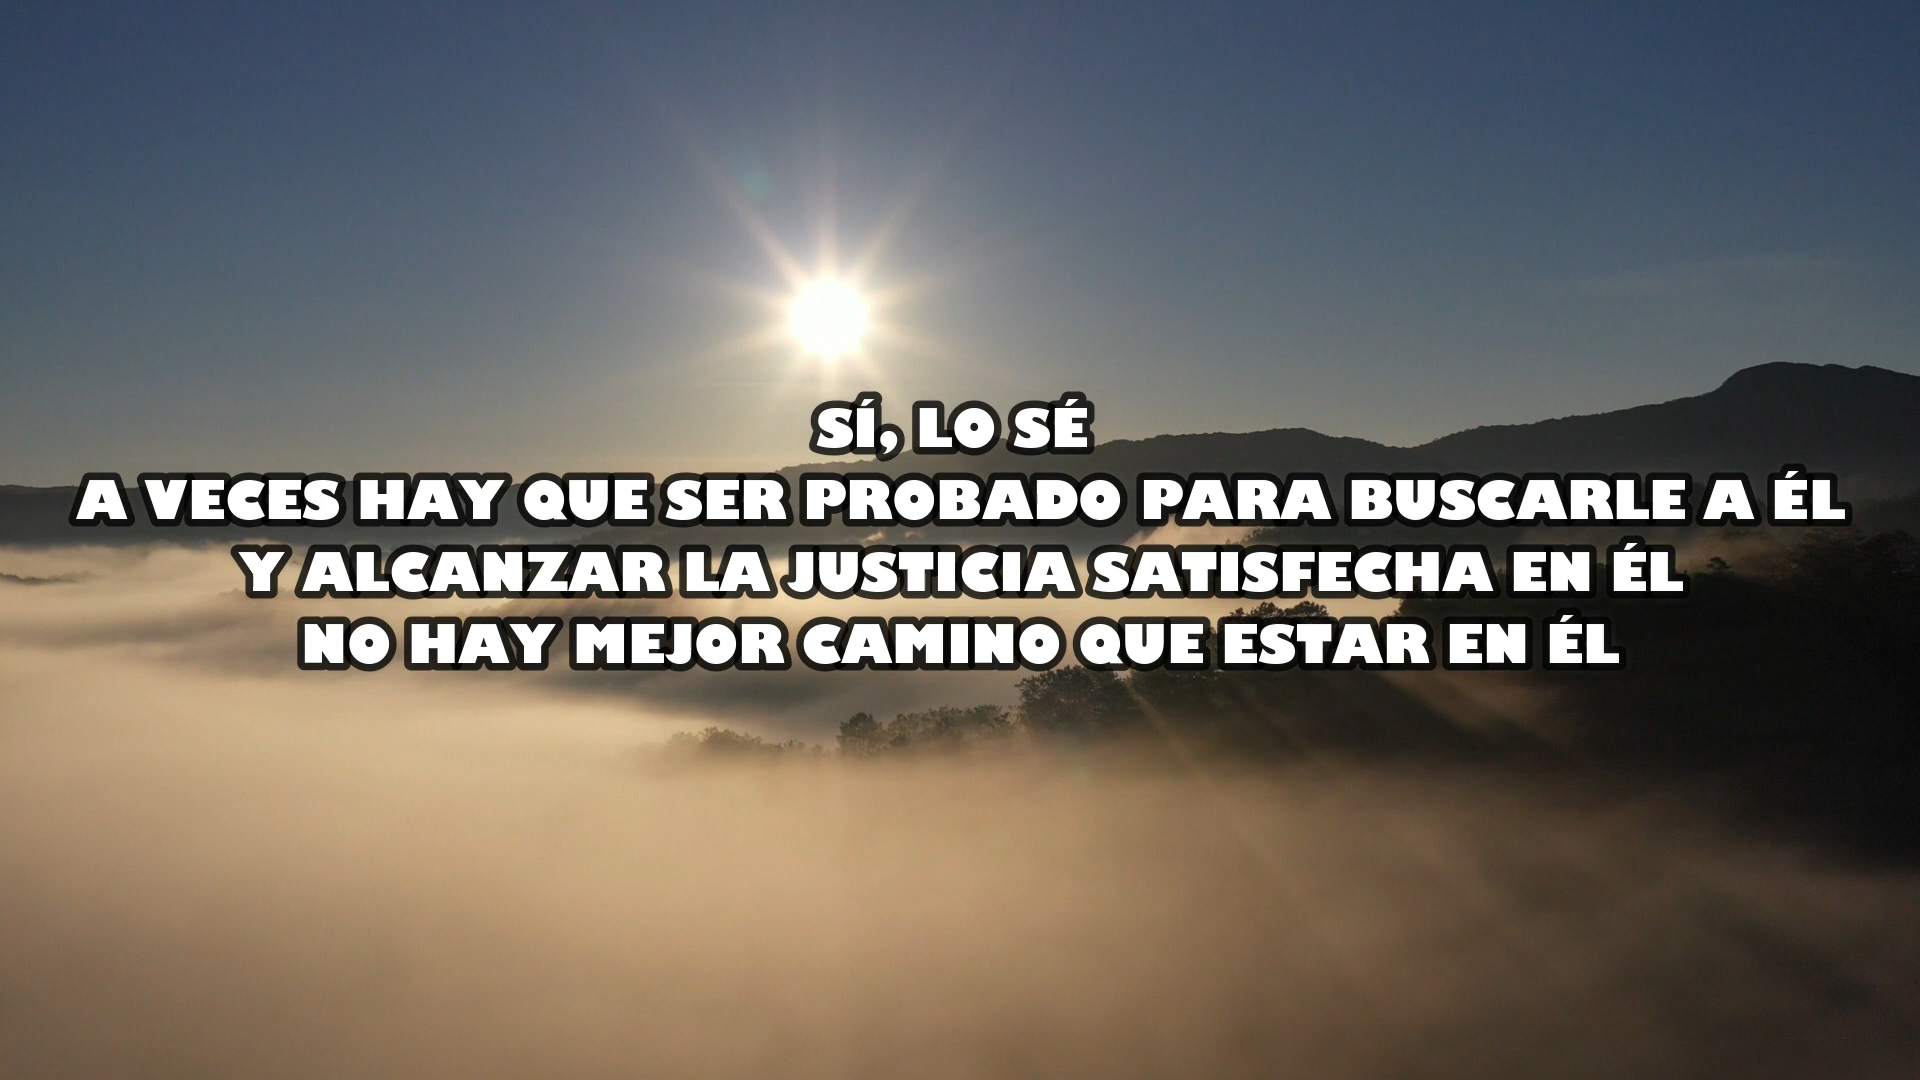 SÍ, LO SÉ
A VECES HAY QUE SER PROBADO PARA BUSCARLE A ÉL
Y ALCANZAR LA JUSTICIA SATISFECHA EN ÉL
NO HAY MEJOR CAMINO QUE ESTAR EN ÉL